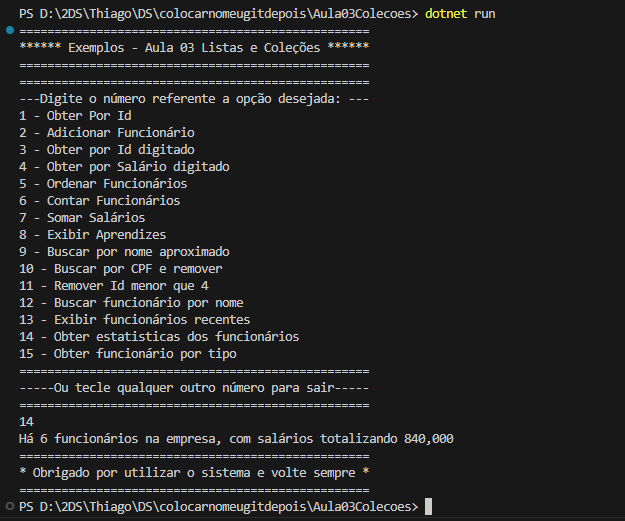 PS D:\2DS\Thiago\DS\colocarnomeugitdepois\Aula03Colecoes> dotnet run
==================================================
****** Exemplos - Aula 03 Listas e Coleções ******
==================================================
==================================================
---Digite o número referente a opção desejada: ---
1 - Obter Por Id
2 - Adicionar Funcionário
3 - Obter por Id digitado
4 - Obter por Salário digitado
5 - Ordenar Funcionários
6 - Contar Funcionários
7 - Somar Salários
8 - Exibir Aprendizes
9 - Buscar por nome aproximado
10 - Buscar por CPF e remover
11 - Remover Id menor que 4
12 - Buscar funcionário por nome
13 - Exibir funcionários recentes
14 - Obter estatisticas dos funcionários
15 - Obter funcionário por tipo
==================================================
-----Ou tecle qualquer outro número para sair-----
==================================================
14
Há 6 funcionários na empresa, com salários totalizando 840,000
==================================================
* Obrigado por utilizar o sistema e volte sempre *
==================================================
PS D:\2DS\Thiago\DS\colocarnomeugitdepois\Aula03Colecoes>